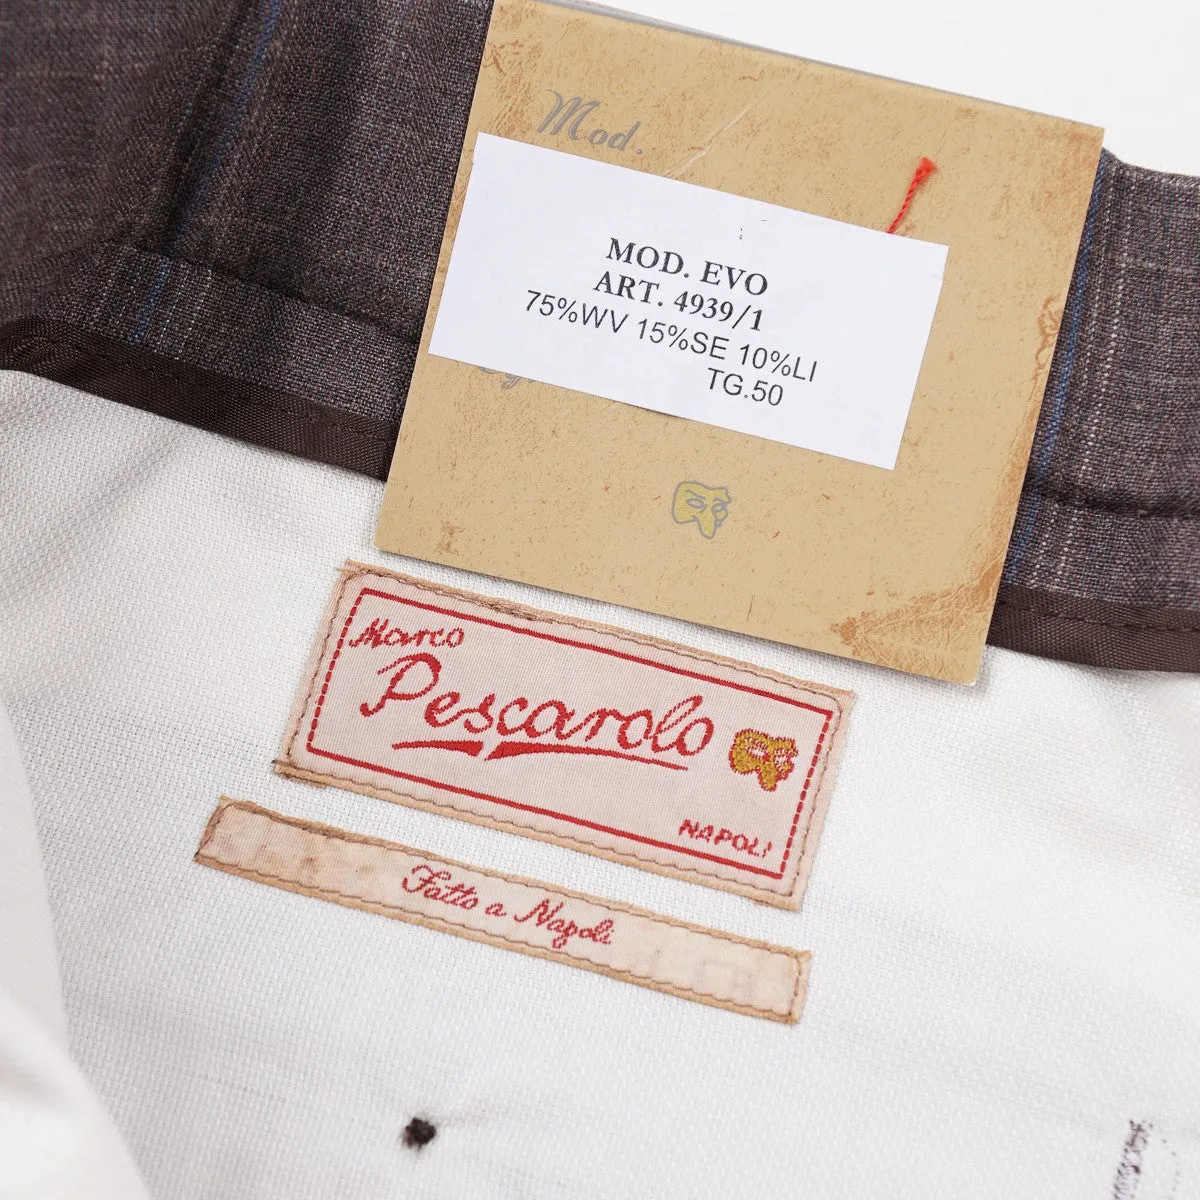 Mod.
MOD. EVO
ART. 4939/1
75%WV 15%SE 10%LI
TG.50
Marco
Pescarolo
NAPOLI
Fatto a Napoli